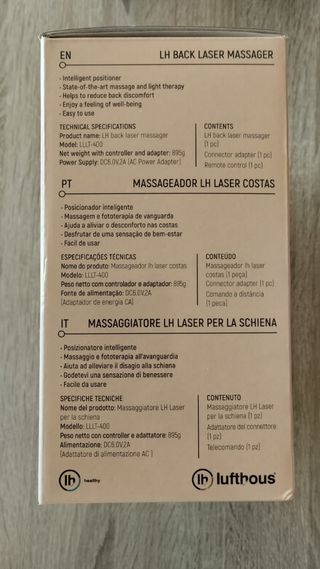 EN
LH BACK LASER MASSAGER
• Intelligent positioner
• State-of-the-art massage and light therapy
• Helps to reduce back discomfort
• Enjoy a feeling of well-being
• Easy to use
TECHNICAL SPECIFICATIONS
Product name: LH back laser massager
Model: LLLT-400
Net weight with controller and adapter: 895g
Power Supply: DC6.0V,2A (AC Power Adapter)
CONTENTS
LH back laser massager
(1 pc)
Connector adapter (1 pc)
Remote control (1 pc)
PT
MASSAGEADOR LH LASER COSTAS
• Posicionador inteligente
• Massagem e fototerapia de vanguarda
• Ajuda a aliviar o desconforto nas costas
• Desfrutar de uma sensação de bem-estar
• Fácil de usar
ESPECIFICAÇÕES TÉCNICAS
Nome do produto: Massageador lh laser costas
Modelo: LLLT-400
Peso neto com controlador e adaptador: 895g
Fonte de alimentação: DC6.0V,2A
(Adaptador de energia CA)
CONTEÚDO
Massageador lh laser
costas (1 peça)
Connector adapter (1 pc)
Comando à distância
(1 peca)
IT
MASSAGGIATORE LH LASER PER LA SCHIENA
• Posizionatore intelligente
• Massaggio e fototerapia all'avanguardia
• Aiuta ad alleviare il disagio alla schiena
• Godetevi una sensazione di benessere
• Facile da usare
SPECIFICHE TECNICHE
Nome del prodotto: Massaggiatore LH Laser
per la schiena
Modello: LLLT-400
Peso netto con controller e adattatore: 895g
Alimentazione: DC6.0V,2A
(Adattatore di alimentazione AC )
CONTENUTO
Massaggiatore LH Laser
per la schiena (1 pz)
Adattatore del connettore
(1 pz)
Telecomando (1 pz)
lh healthy
lh lufthous